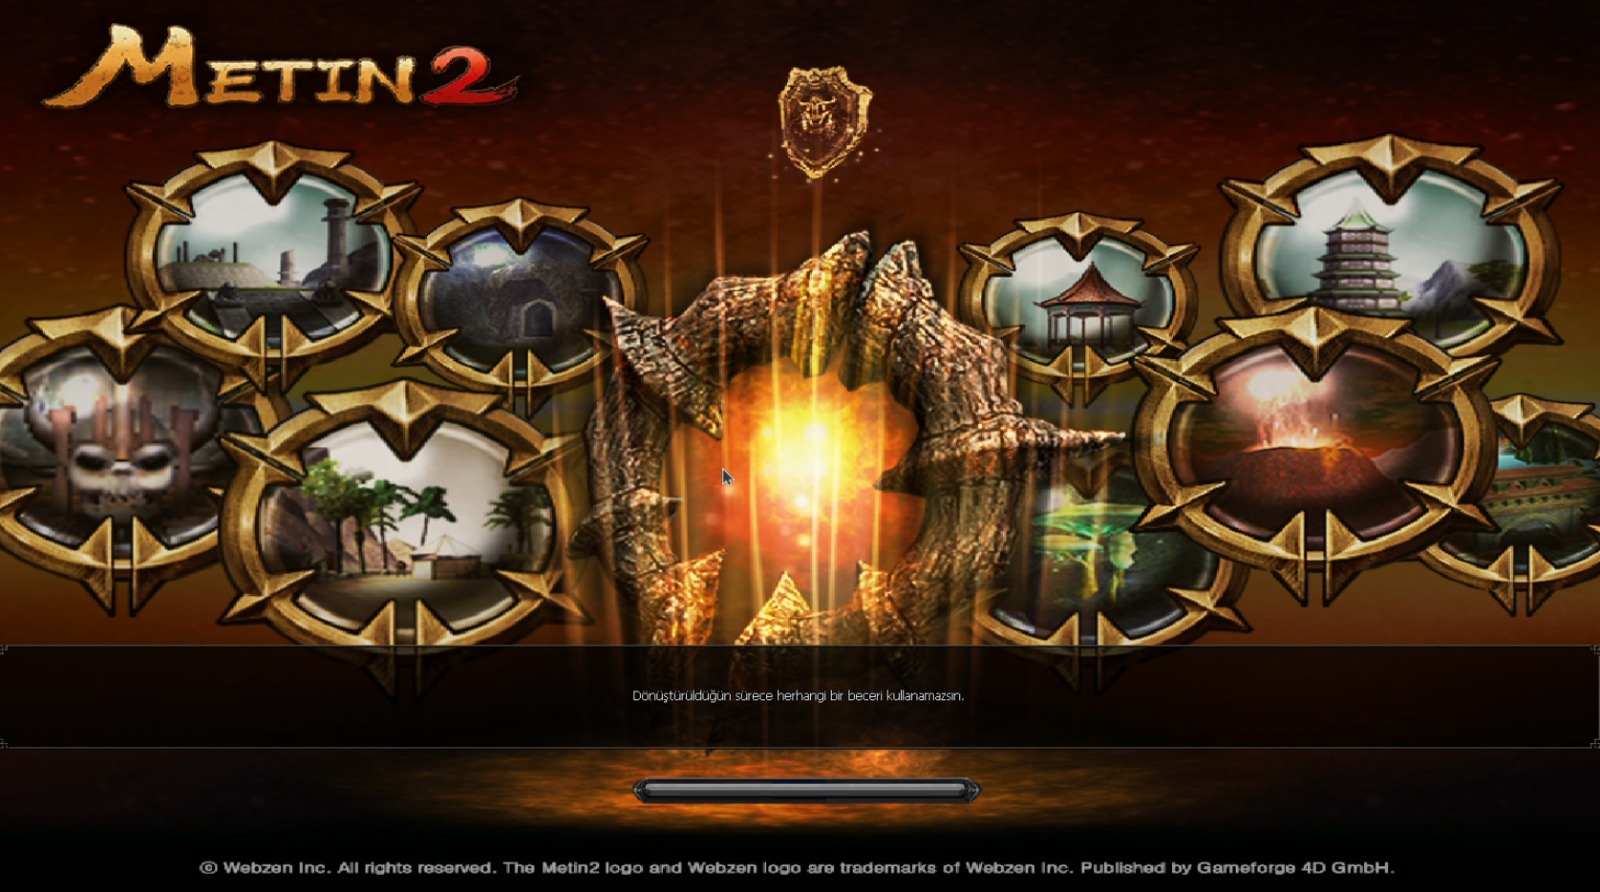 METIN2
Dönüştürüldüğün sürece herhangi bir beceri kullanamazsın.
© Webzen Inc. All rights reserved. The Metin2 logo and Webzen logo are trademarks of Webzen Inc. Published by Gameforge 4D GmbH.